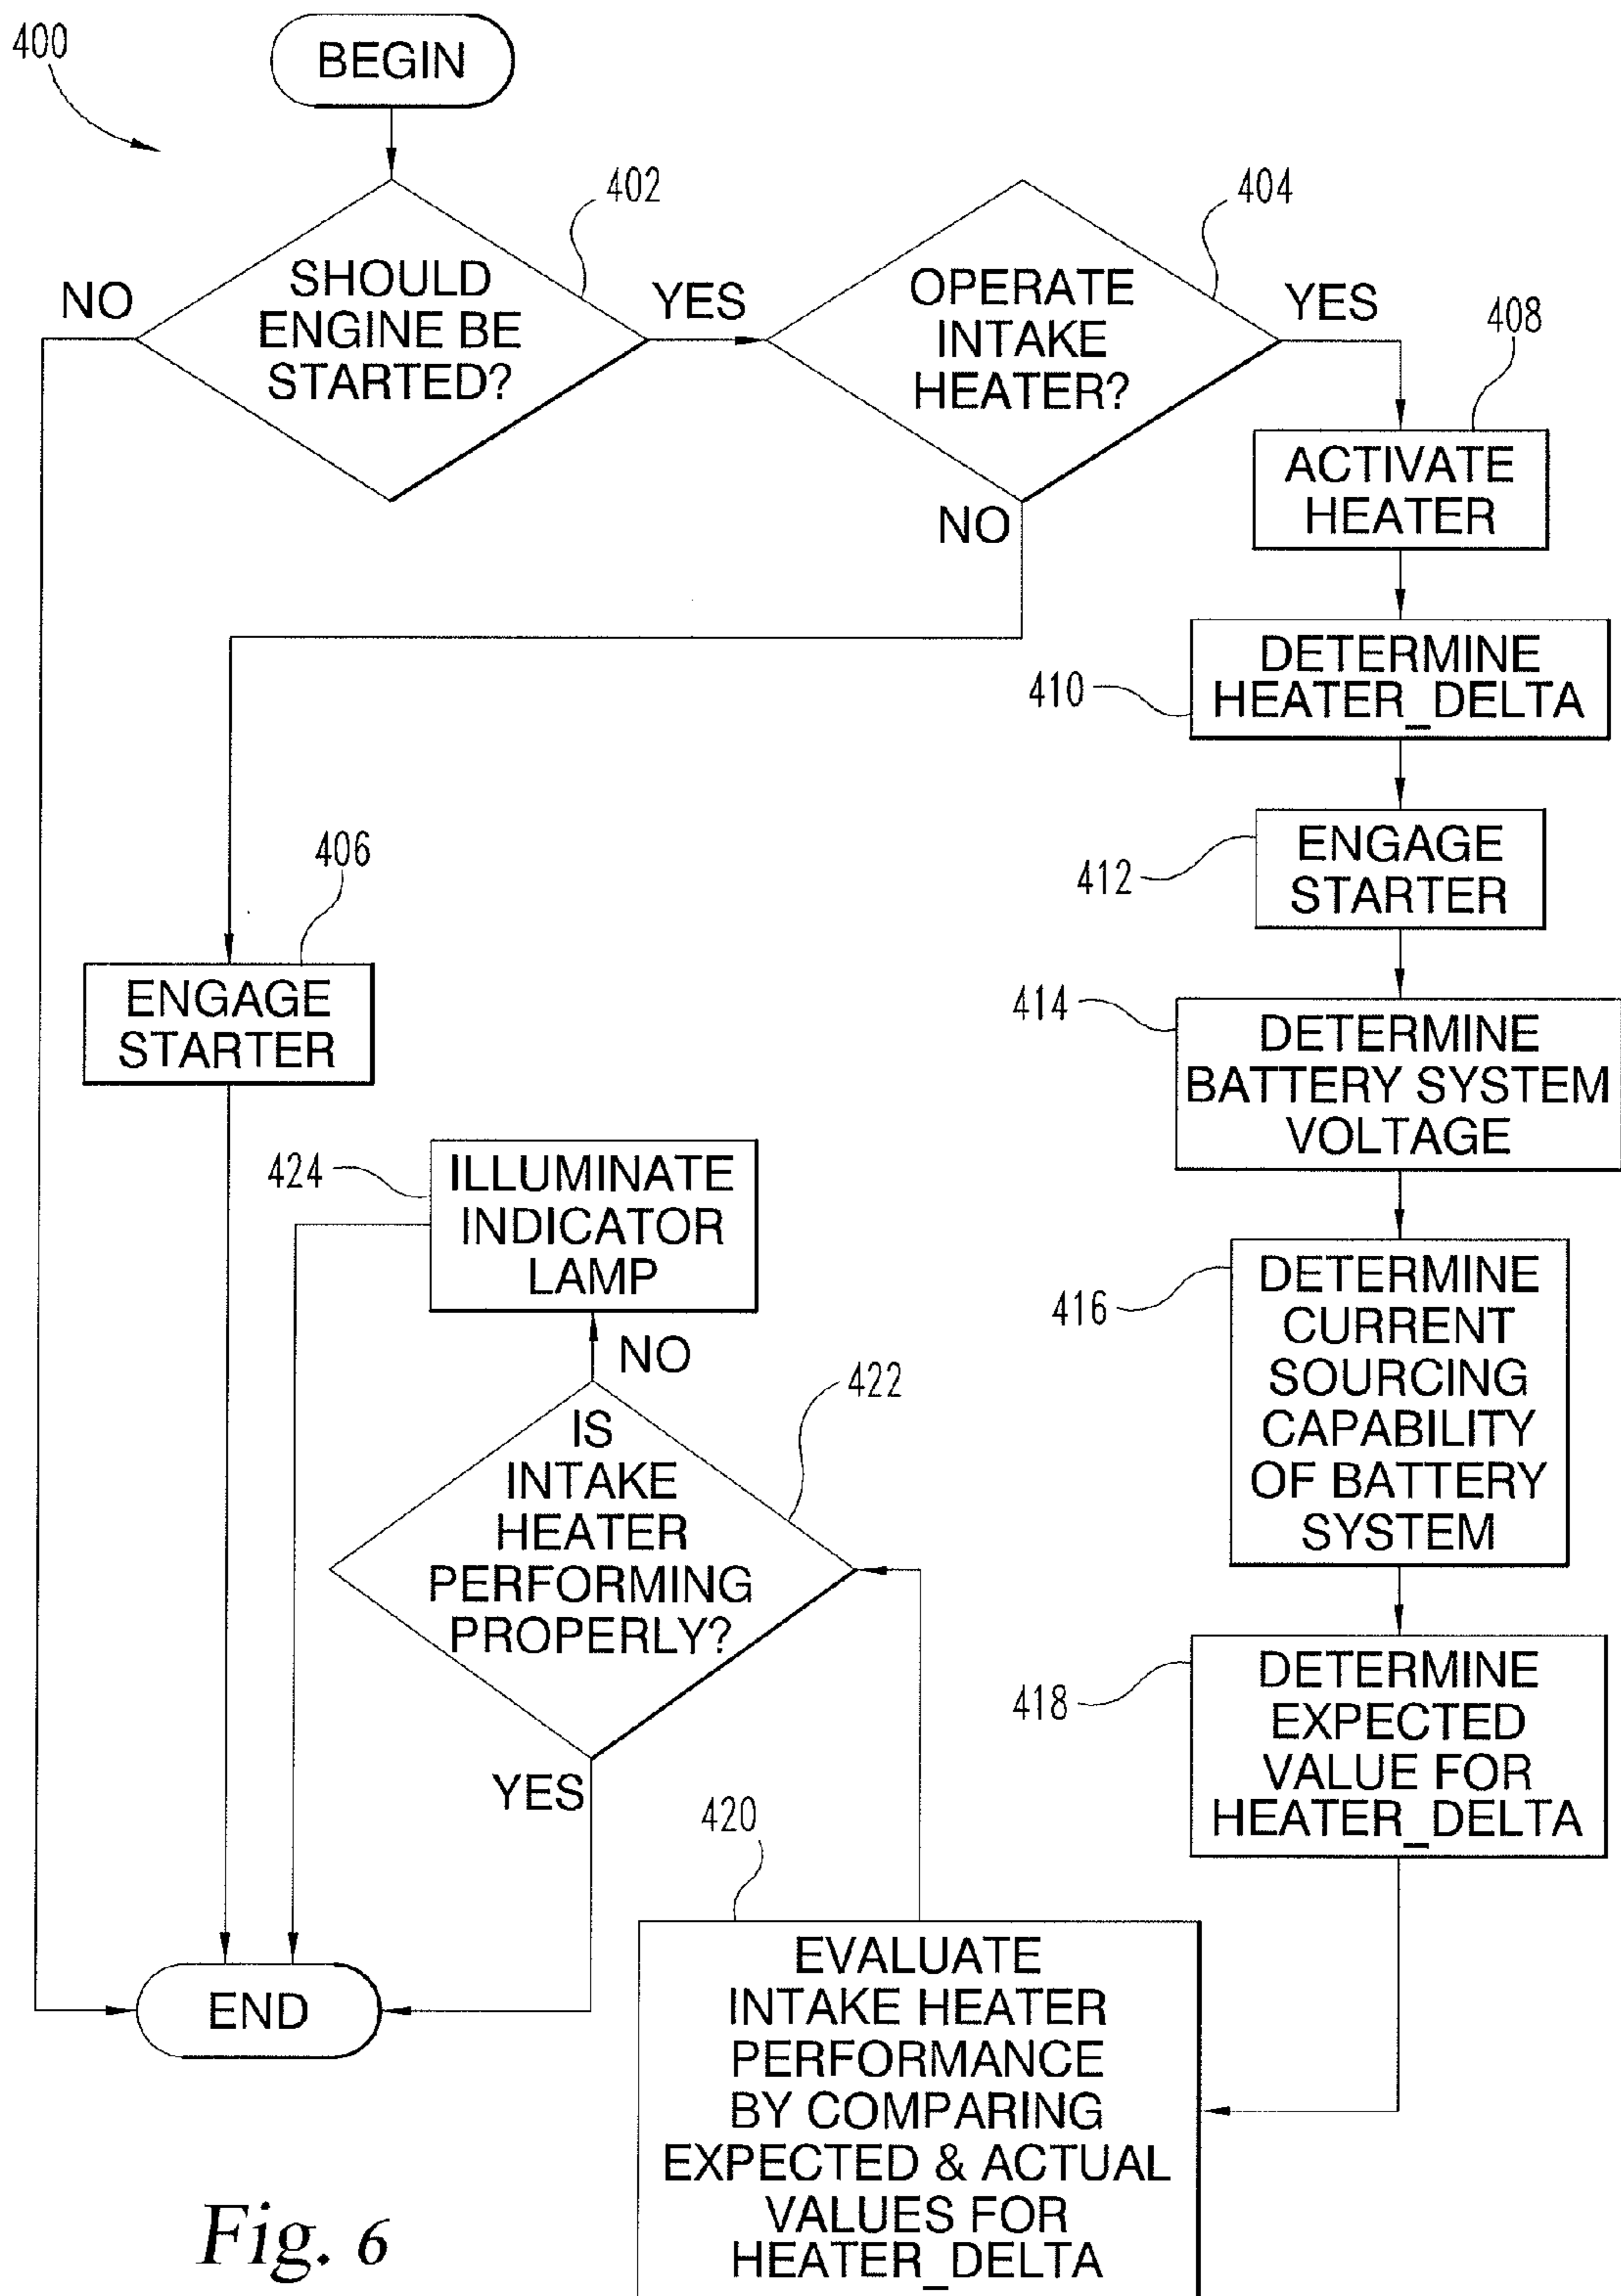 400
BEGIN
402
SHOULD
ENGINE BE
STARTED?
NO
YES
404
OPERATE
INTAKE
HEATER?
YES
NO
408
ACTIVATE
HEATER
410
DETERMINE
HEATER_DELTA
412
ENGAGE
STARTER
406
ENGAGE
STARTER
414
DETERMINE
BATTERY SYSTEM
VOLTAGE
416
DETERMINE
CURRENT
SOURCING
CAPABILITY
OF BATTERY
SYSTEM
418
DETERMINE
EXPECTED
VALUE FOR
HEATER_DELTA
420
EVALUATE
INTAKE HEATER
PERFORMANCE
BY COMPARING
EXPECTED & ACTUAL
VALUES FOR
HEATER_DELTA
422
IS
INTAKE
HEATER
PERFORMING
PROPERLY?
NO
YES
424
ILLUMINATE
INDICATOR
LAMP
END
Fig. 6